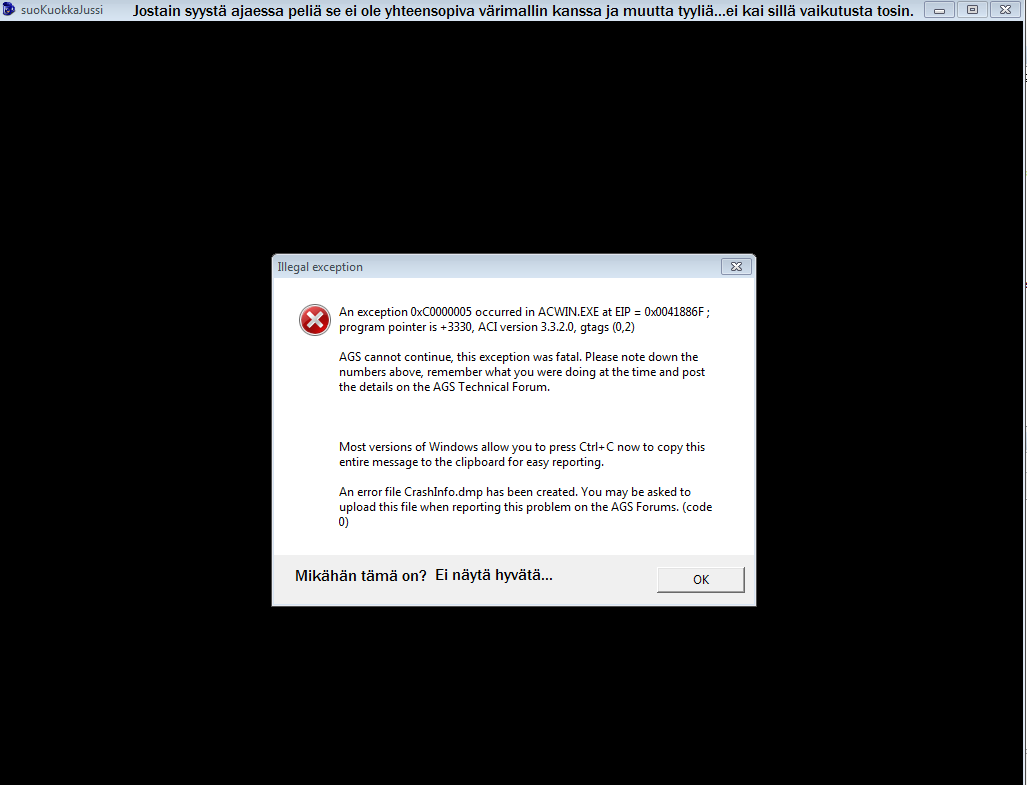 suoKuokkaJussi Jostain syystä ajaessa peliä se ei ole yhteensopiva värimallin kanssa ja muutta tyyliä...ei kai sillä vaikutusta tosin.
Illegal exception
An exception 0xC0000005 occurred in ACWIN.EXE at EIP = 0x0041886F ;
program pointer is +3330, ACI version 3.3.2.0, gtags (0,2)
AGS cannot continue, this exception was fatal. Please note down the
numbers above, remember what you were doing at the time and post
the details on the AGS Technical Forum.
Most versions of Windows allow you to press Ctrl+C now to copy this
entire message to the clipboard for easy reporting.
An error file CrashInfo.dmp has been created. You may be asked to
upload this file when reporting this problem on the AGS Forums. (code
0)
Mikähän tämä on? Ei näytä hyvätä...
OK